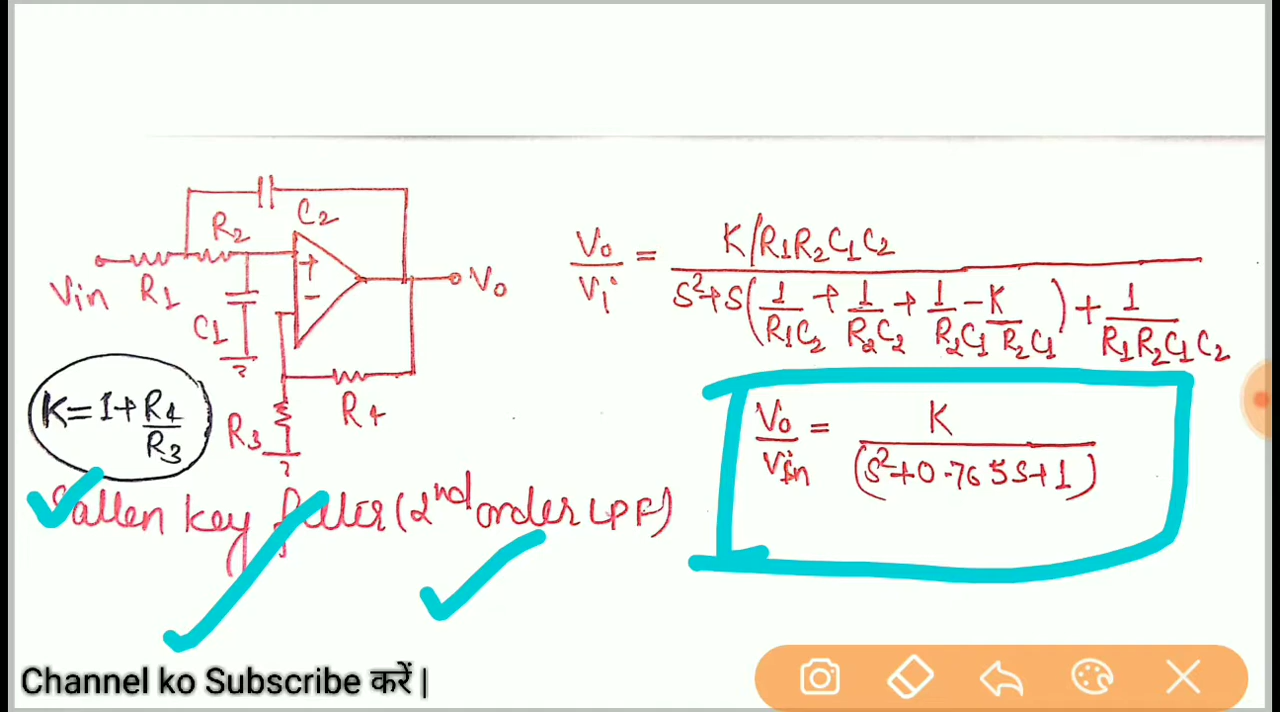 C2
R2
Vin R1
+
-
Vo
C1
R4
R3
K=1+R4/R3
Sallen key filter (2nd order LPF)
Vo/Vi = K/R1R2C1C2 / S²+S(1/R1C2 + 1/R2C2 + 1/R2C1 - K/R2C1) + 1/R1R2C1C2
Vo/Vin = K/(S²+0.765S+1)
Channel ko Subscribe करें |